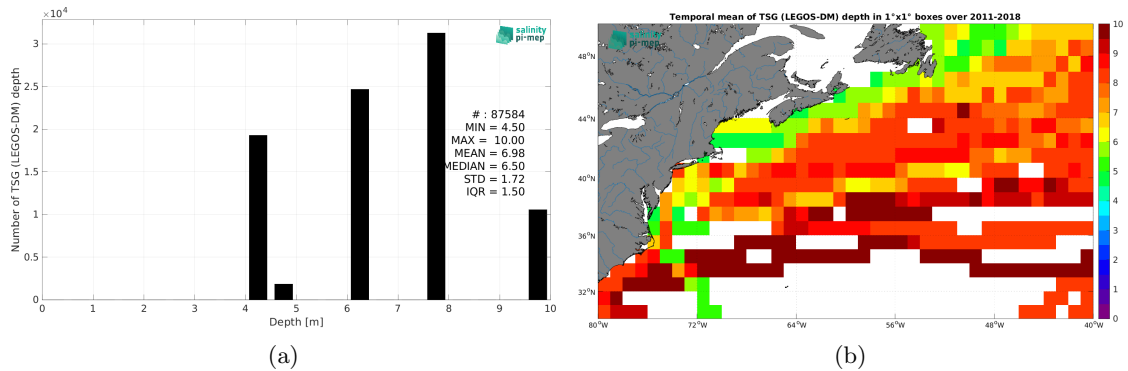 ×10⁴
3
2.5
2
1.5
1
0.5
0
Number of TSG (LEGOS-DM) depth
0 1 2 3 4 5 6 7 8 9 10
Depth [m]
salinity
pi-mep
# : 87584
MIN = 4.50
MAX = 10.00
MEAN = 6.98
MEDIAN = 6.50
STD = 1.72
IQR = 1.50
(a)
Temporal mean of TSG (LEGOS-DM) depth in 1°x1° boxes over 2011-2018
salinity
pi-mep
48°N
44°N
40°N
36°N
32°N
80°W 72°W 64°W 56°W 48°W 40°W
10
9
8
7
6
5
4
3
2
1
0
(b)